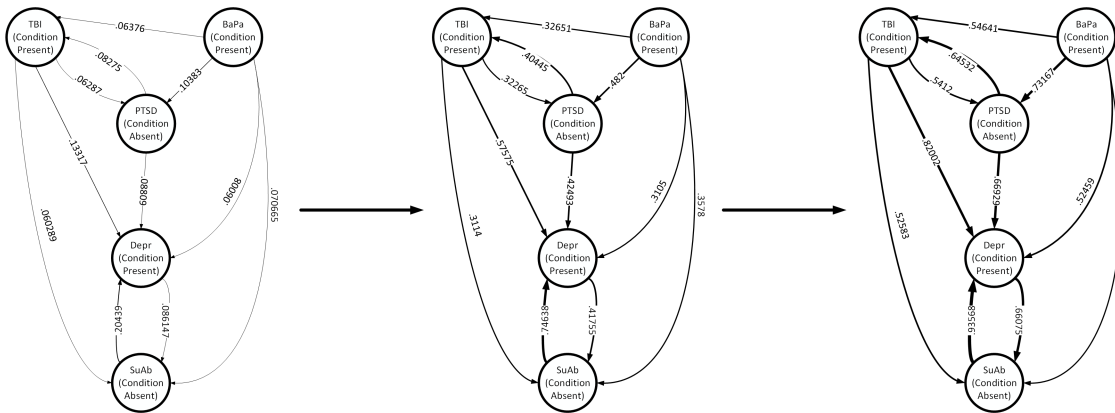 TBI
(Condition
Present)
BaPa
(Condition
Present)
.06376
.08275
.06287
.10383
PTSD
(Condition
Absent)
.13317
.08809
.06008
.070665
.060289
Depr
(Condition
Present)
.20439
.086147
SuAb
(Condition
Absent)
TBI
(Condition
Present)
BaPa
(Condition
Present)
.32651
.40445
.32265
.482
PTSD
(Condition
Absent)
.57575
.42493
.3105
.3578
.3114
Depr
(Condition
Present)
.74638
.41755
SuAb
(Condition
Absent)
TBI
(Condition
Present)
BaPa
(Condition
Present)
.54641
.64532
.5412
.73167
PTSD
(Condition
Absent)
.82002
.66929
.52459
.52583
Depr
(Condition
Present)
.93568
.66075
SuAb
(Condition
Absent)